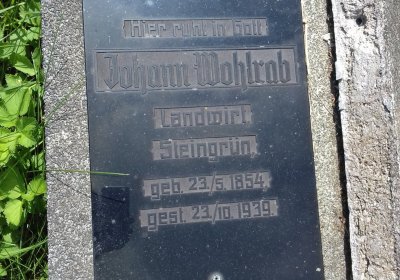 Hier ruht in Gott
Johann Wohlrab
Landwirt
Steingrün
geb. 23./5. 1854.
gest. 23./10. 1939.